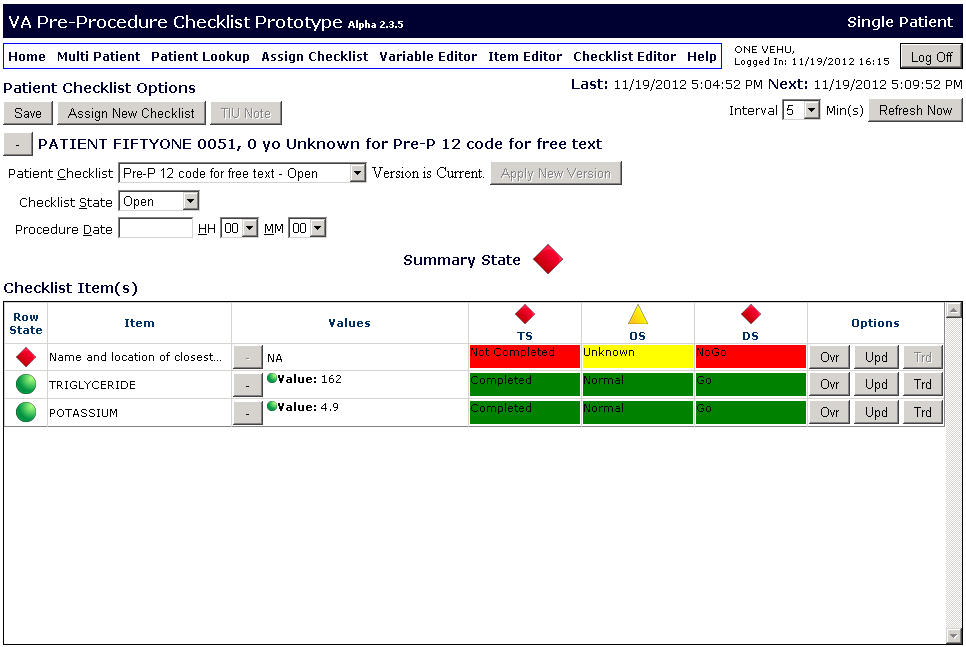 VA Pre-Procedure Checklist Prototype Alpha 2.3.5 Single Patient
Home Multi Patient Patient Lookup Assign Checklist Variable Editor Item Editor Checklist Editor Help ONE VEHU,
Logged In: 11/19/2012 16:15 Log Off
Patient Checklist Options Last: 11/19/2012 5:04:52 PM Next: 11/19/2012 5:09:52 PM
Save Assign New Checklist TIU Note Interval 5 Min(s) Refresh Now
- PATIENT FIFTYONE 0051, 0 yo Unknown for Pre-P 12 code for free text
Patient Checklist Pre-P 12 code for free text - Open Version is Current. Apply New Version
Checklist State Open
Procedure Date HH 00 MM 00
Summary State
Checklist Item(s)
Row State Item Values TS OS DS Options
Name and location of closest... - NA Not Completed Unknown NoGo Ovr Upd Trd
TRIGLYCERIDE - Value: 162 Completed Normal Go Ovr Upd Trd
POTASSIUM - Value: 4.9 Completed Normal Go Ovr Upd Trd